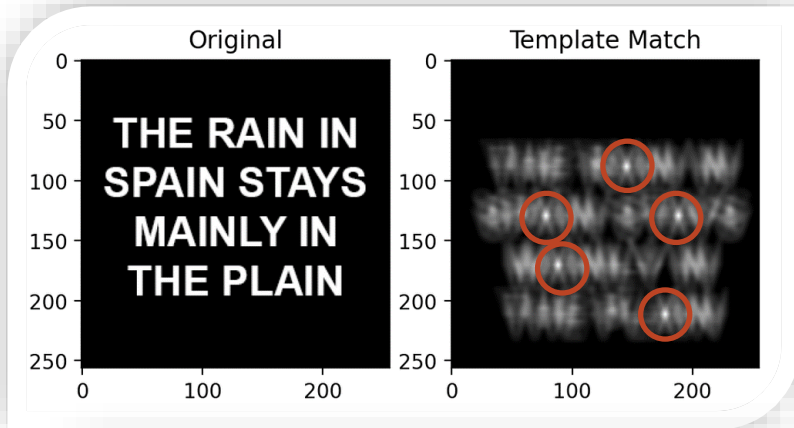 Original
0
50
100
150
200
250
0 100 200
THE RAIN IN
SPAIN STAYS
MAINLY IN
THE PLAIN
Template Match
0
50
100
150
200
250
0 100 200